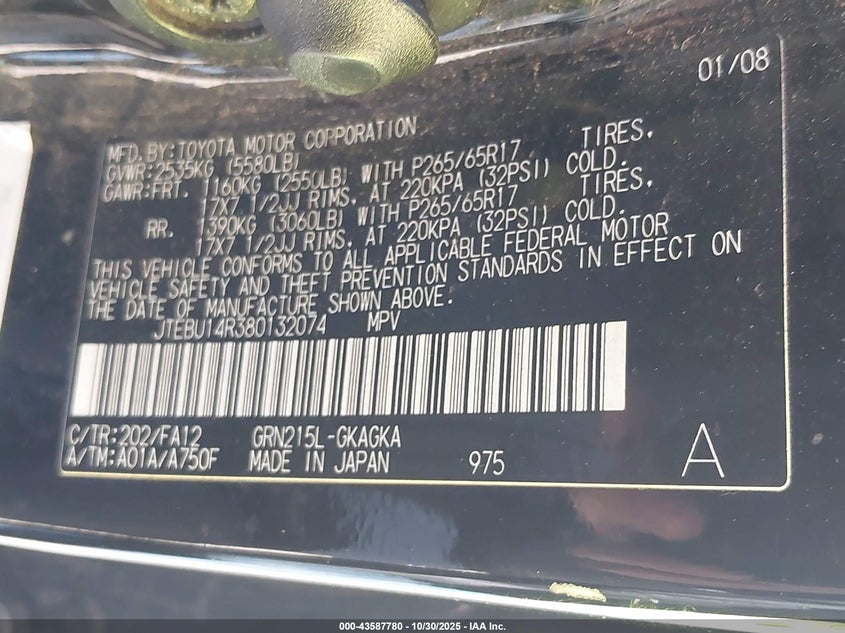 01/08
MFD.BY:TOYOTA MOTOR CORPORATION
GVWR:2535KG (5580LB)
GAWR:FRT. 1160KG (2550LB) WITH P265/65R17 TIRES,
17X7 1/2JJ RIMS, AT 220KPA (32PSI) COLD.
RR. 1390KG (3060LB) WITH P265/65R17 TIRES,
17X7 1/2JJ RIMS, AT 220KPA (32PSI) COLD.
THIS VEHICLE CONFORMS TO ALL APPLICABLE FEDERAL MOTOR
VEHICLE SAFETY AND THEFT PREVENTION STANDARDS IN EFFECT ON
THE DATE OF MANUFACTURE SHOWN ABOVE.
JTEBU14R380132074 MPV
C/TR:202/FA12 GRN215L-GKAGKA
A/TM:A01A/A750F MADE IN JAPAN 975 A
000-43587780 - 10/30/2025 - IAA Inc.